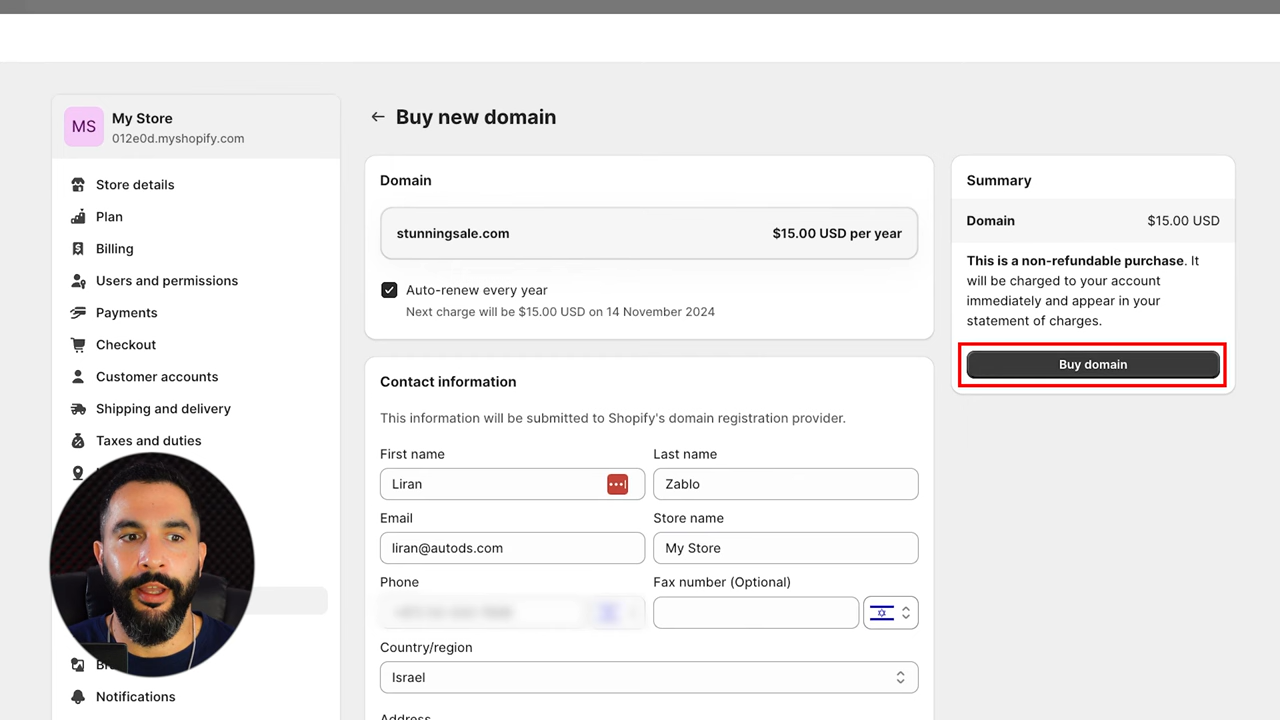 MS
My Store
012e0d.myshopify.com
Store details
Plan
Billing
Users and permissions
Payments
Checkout
Customer accounts
Shipping and delivery
Taxes and duties
Notifications
Buy new domain
Domain
stunningsale.com $15.00 USD per year
Auto-renew every year
Next charge will be $15.00 USD on 14 November 2024
Contact information
This information will be submitted to Shopify's domain registration provider.
First name Last name
Liran Zablo
Email Store name
liran@autods.com My Store
Phone Fax number (Optional)
Country/region
Israel
Address
Summary
Domain $15.00 USD
This is a non-refundable purchase. It
will be charged to your account
immediately and appear in your
statement of charges.
Buy domain